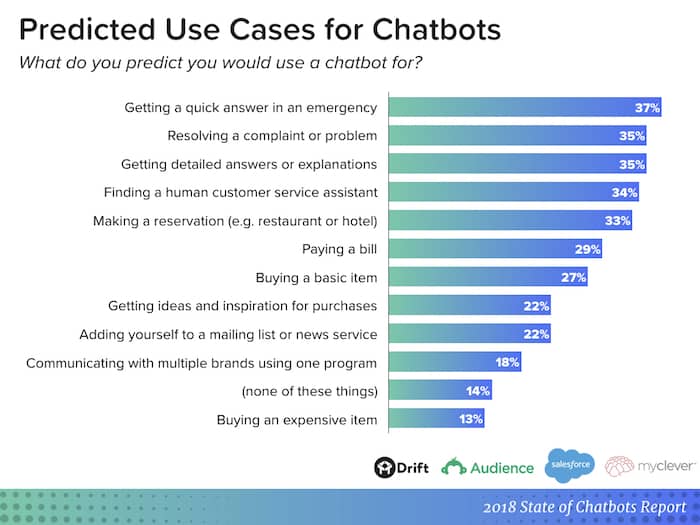 Predicted Use Cases for Chatbots
What do you predict you would use a chatbot for?
Getting a quick answer in an emergency 37%
Resolving a complaint or problem 35%
Getting detailed answers or explanations 35%
Finding a human customer service assistant 34%
Making a reservation (e.g. restaurant or hotel) 33%
Paying a bill 29%
Buying a basic item 27%
Getting ideas and inspiration for purchases 22%
Adding yourself to a mailing list or news service 22%
Communicating with multiple brands using one program 18%
(none of these things) 14%
Buying an expensive item 13%
Drift Audience salesforce myclever
2018 State of Chatbots Report